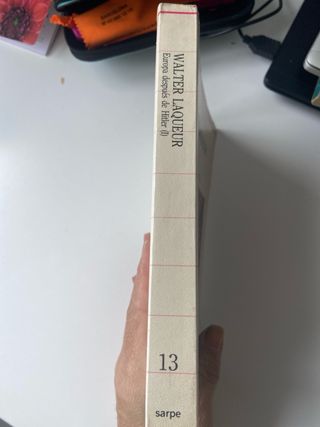 WALTER LAQUEUR
Europa después de Hitler (I)
13
sarpe